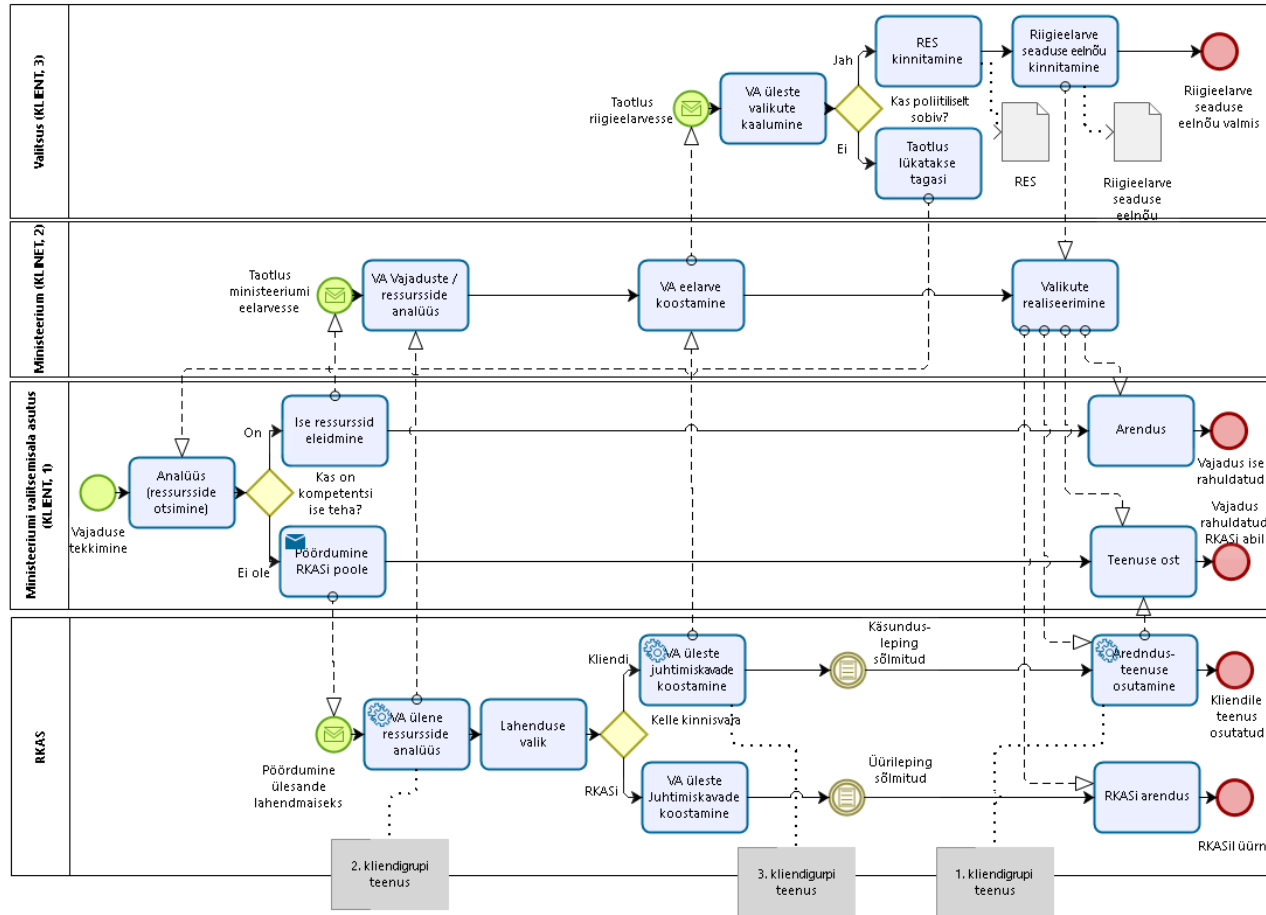 Valitsus (KLIENT, 3)
Taotlus
riigieelarvesse
VA üleste
valikute
kaalumine
Jah
Kas poliitiliselt
sobiv?
Ei
RES
kinnitamine
Riigieelarve
seaduse eelnõu
kinnitamine
Riigieelarve
seaduse
eelnõu valmis
Taotlus
lükatakse
tagasi
RES
Riigieelarve
seaduse
eelnõu
Ministeerium (KLINET, 2)
Taotlus
ministeeriumi
eelarvesse
VA Vajaduste /
ressursside
analüüs
VA eelarve
koostamine
Valikute
realiseerimine
Ministeeriumi valitsemisala asutus
(KLIENT, 1)
Vajaduse
tekkimine
Analüüs
(ressursside
otsimine)
On
Kas on
kompetentsi
ise teha?
Ei ole
Ise ressurssid
eleidmine
Pöördumine
RKASi poole
Arendus
Vajadus ise
rahuldatud
Teenuse ost
Vajadus
rahuldatud
RKASi abil
RKAS
Pöördumine
ülesande
lahendmaiseks
VA ülene
ressursside
analüüs
Lahenduse
valik
Kliendi
Kelle kinnisvara
RKASi
VA üleste
juhtimiskavade
koostamine
Käsundus-
leping
sõlmitud
Aredndus-
teenuse
osutamine
Kliendile
teenus
osutatud
VA üleste
Juhtimiskavade
koostamine
Üürileping
sõlmitud
RKASi arendus
RKASil üürn
2. kliendigrupi
teenus
3. kliendigurpi
teenus
1. kliendigrupi
teenus